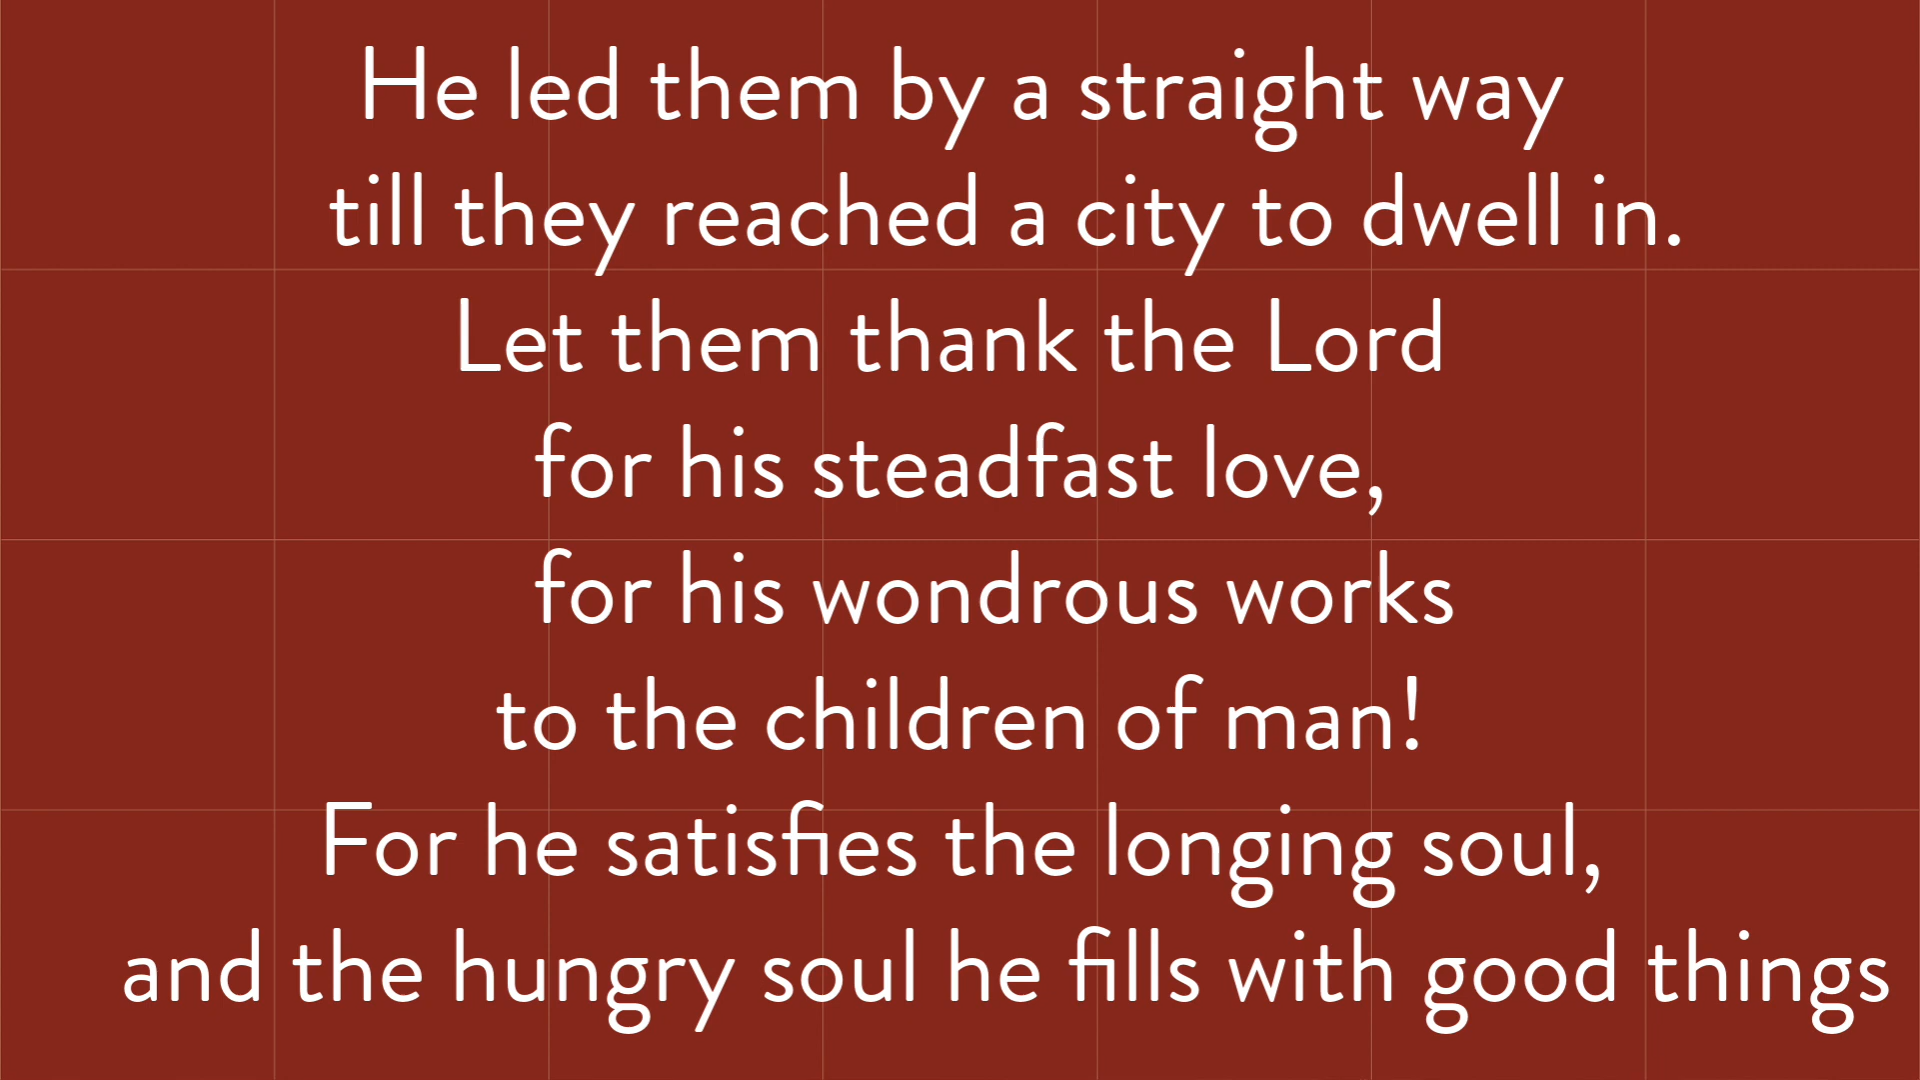 He led them by a straight way
till they reached a city to dwell in.
Let them thank the Lord
for his steadfast love,
for his wondrous works
to the children of man!
For he satisfies the longing soul,
and the hungry soul he fills with good things